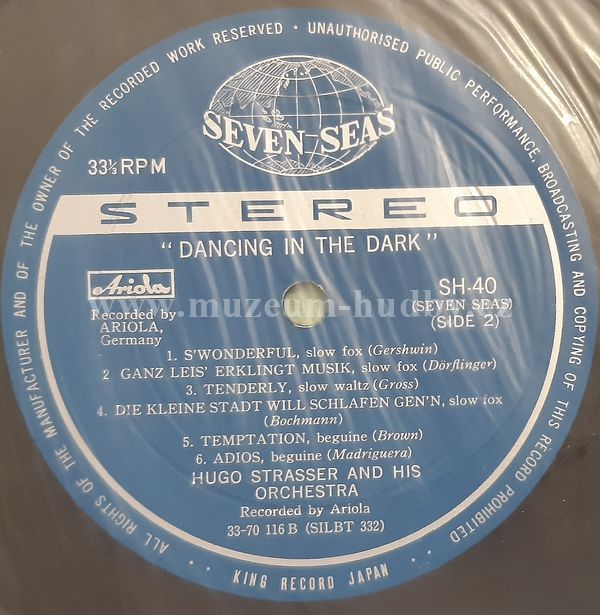 ALL RIGHTS OF THE MANUFACTURER AND OF THE OWNER OF THE RECORDED WORK RESERVED · UNAUTHORISED PUBLIC PERFORMANCE, BROADCASTING AND COPYING OF THIS RECORD PROHIBITED
SEVEN-SEAS
33⅓RPM
STEREO
"DANCING IN THE DARK"
Ariola
Recorded by
ARIOLA,
Germany
SH-40
(SEVEN SEAS)
(SIDE 2)
www.muzeum-hudby.cz
1. S'WONDERFUL, slow fox (Gershwin)
2. GANZ LEIS' ERKLINGT MUSIK, slow fox (Dörflinger)
3. TENDERLY, slow waltz (Gross)
4. DIE KLEINE STADT WILL SCHLAFEN GEN'N, slow fox
(Bochmann)
5. TEMPTATION, beguine (Brown)
6. ADIOS, beguine (Madriguera)
HUGO STRASSER AND HIS
ORCHESTRA
Recorded by Ariola
33-70 116 B (SILBT 332)
· KING RECORD JAPAN ·